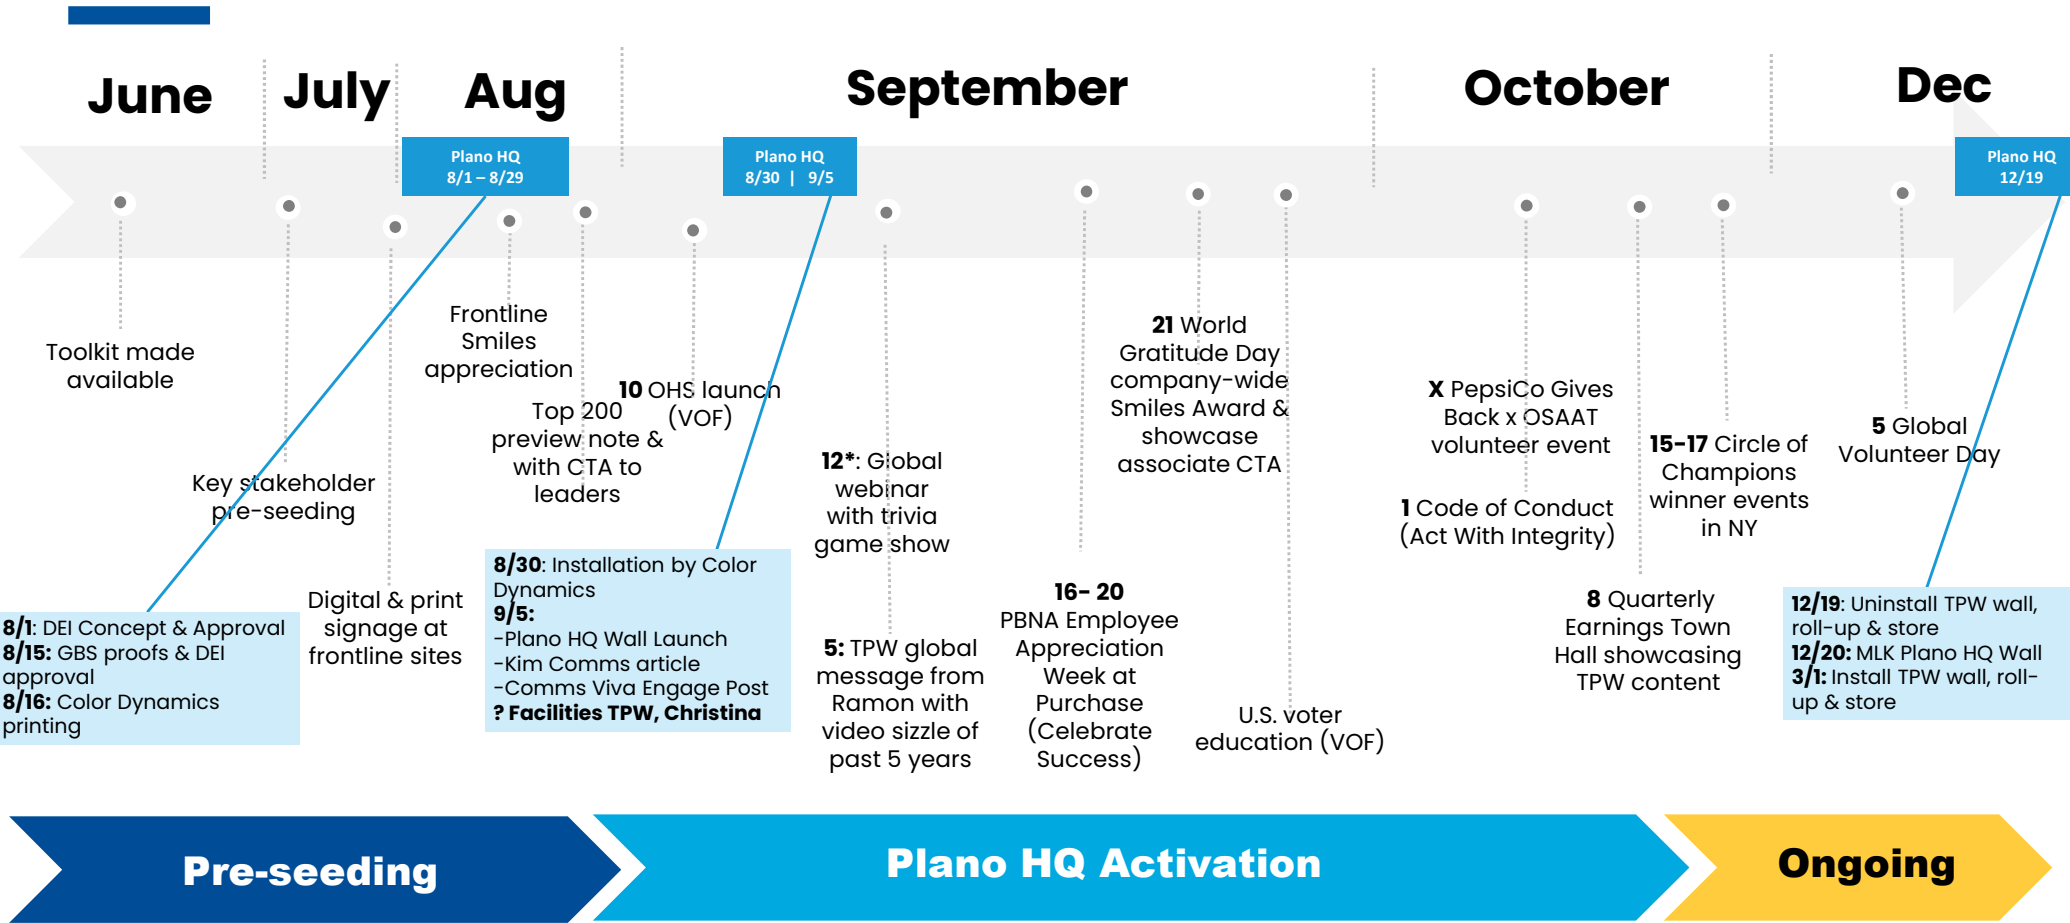 June
July
Aug
September
October
Dec
Plano HQ
8/1 – 8/29
Plano HQ
8/30 | 9/5
Plano HQ
12/19
Toolkit made
available
Key stakeholder
pre-seeding
Digital & print
signage at
frontline sites
Frontline
Smiles
appreciation
Top 200
preview note &
with CTA to
leaders
10 OHS launch
(VOF)
12*: Global
webinar
with trivia
game show
5: TPW global
message from
Ramon with
video sizzle of
past 5 years
16- 20
PBNA Employee
Appreciation
Week at
Purchase
(Celebrate
Success)
21 World
Gratitude Day
company-wide
Smiles Award &
showcase
associate CTA
U.S. voter
education (VOF)
X PepsiCo Gives
Back x OSAAT
volunteer event
1 Code of Conduct
(Act With Integrity)
8 Quarterly
Earnings Town
Hall showcasing
TPW content
15-17 Circle of
Champions
winner events
in NY
5 Global
Volunteer Day
8/1: DEI Concept & Approval
8/15: GBS proofs & DEI
approval
8/16: Color Dynamics
printing
8/30: Installation by Color
Dynamics
9/5:
-Plano HQ Wall Launch
-Kim Comms article
-Comms Viva Engage Post
? Facilities TPW, Christina
12/19: Uninstall TPW wall,
roll-up & store
12/20: MLK Plano HQ Wall
3/1: Install TPW wall, roll-
up & store
Pre-seeding
Plano HQ Activation
Ongoing